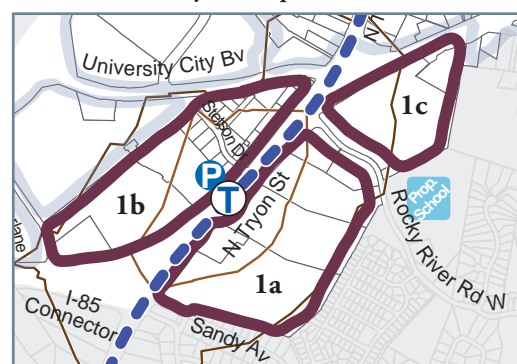 University City Bv
N
1c
Stetson Dr
P
T
1b
N Tryon St
Prop.
School
Rocky River Rd W
rlane
1a
I-85
Connector
Sandy Av